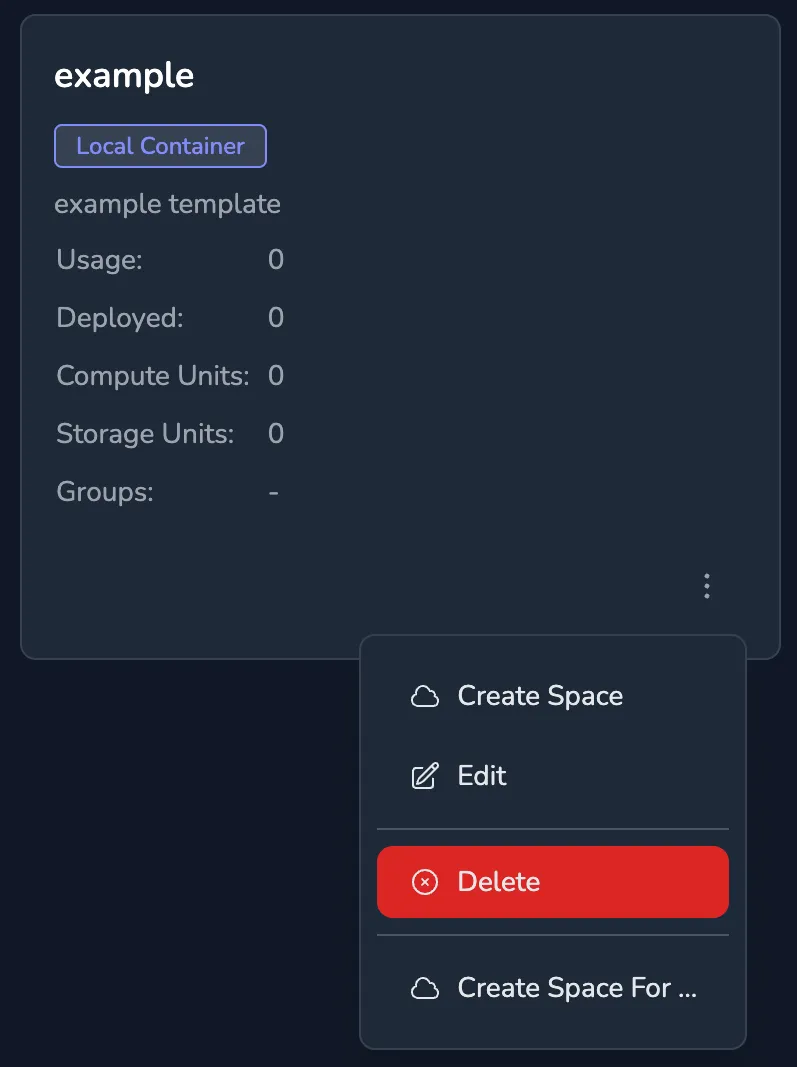 example
Local Container
example template
Usage: 0
Deployed: 0
Compute Units: 0
Storage Units: 0
Groups: -
Create Space
Edit
Delete
Create Space For ...